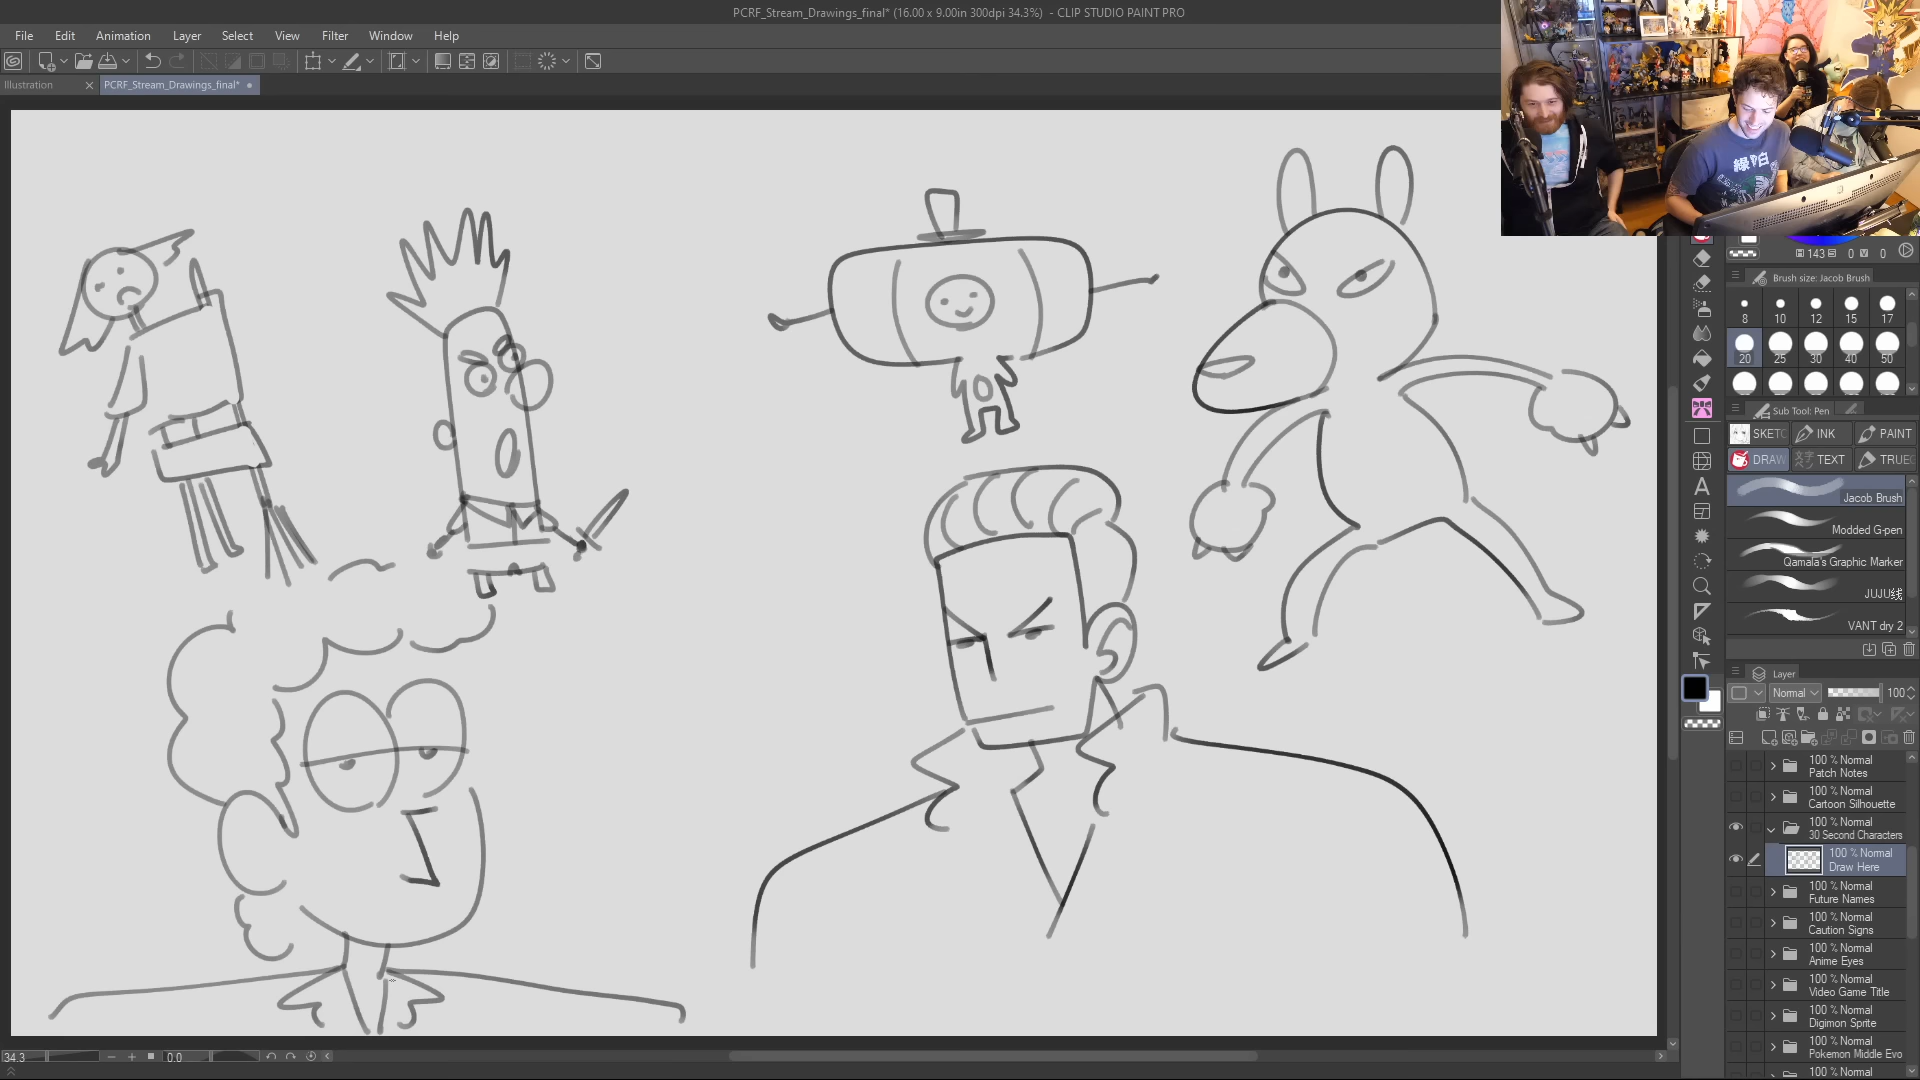 PCRF_Stream_Drawings_final* (16.00 x 9.00in 300dpi 34.3%) - CLIP STUDIO PAINT PRO
File Edit Animation Layer Select View Filter Window Help
Illustration
PCRF_Stream_Drawings_final*
緑 白
H 143 S 0 V 0
Brush size: Jacob Brush
8 10 12 15 17
20 25 30 40 50
Sub Tool: Pen
SKETC INK PAINT
DRAW TEXT TRUE
Jacob Brush
Modded G-pen
Qamala's Graphic Marker
JUJU线
VANT dry 2
Layer
Normal 100
100 % Normal
Patch Notes
100 % Normal
Cartoon Silhouette
100 % Normal
30 Second Characters
100 % Normal
Draw Here
100 % Normal
Future Names
100 % Normal
Caution Signs
100 % Normal
Anime Eyes
100 % Normal
Video Game Title
100 % Normal
Digimon Sprite
100 % Normal
Pokemon Middle Evo
100 % Normal
34.3 0.0